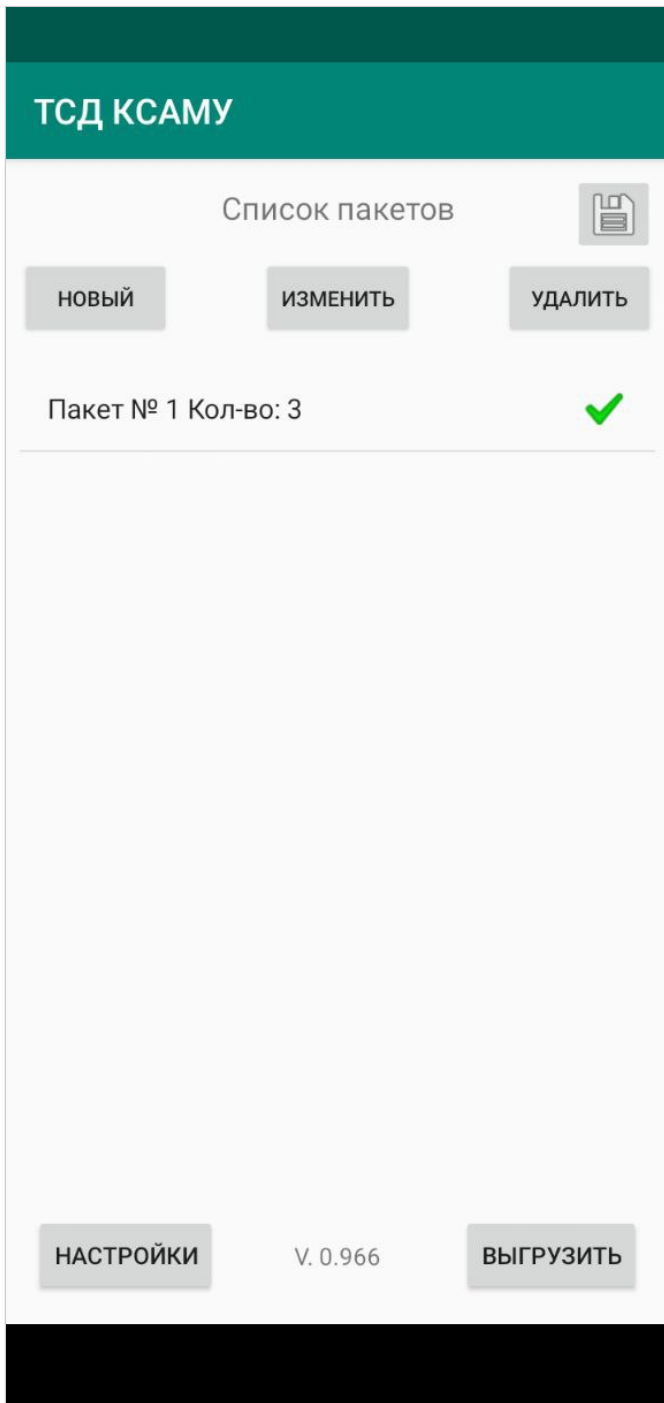 ТСД КСАМУ
Список пакетов
НОВЫЙ ИЗМЕНИТЬ УДАЛИТЬ
Пакет № 1 Кол-во: 3
НАСТРОЙКИ V. 0.966 ВЫГРУЗИТЬ